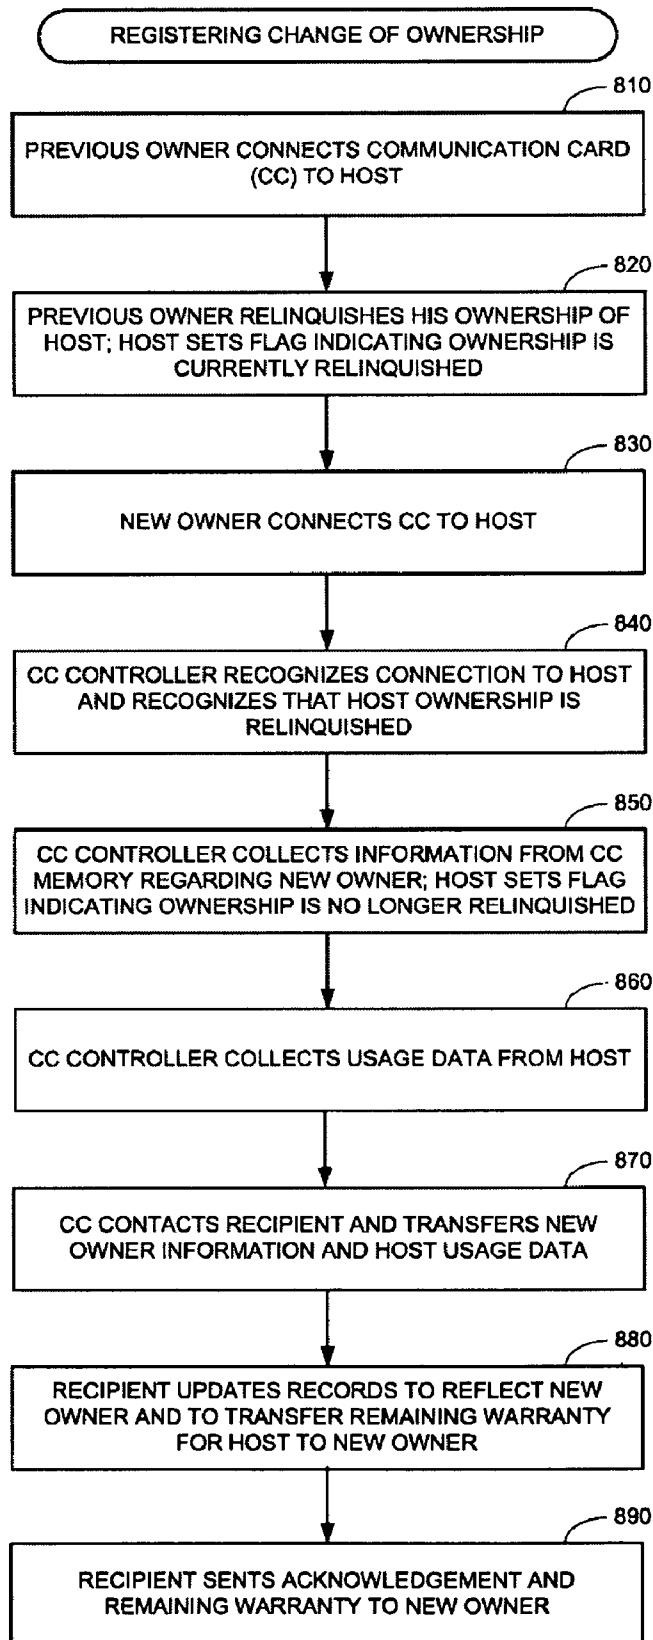 REGISTERING CHANGE OF OWNERSHIP
810
PREVIOUS OWNER CONNECTS COMMUNICATION CARD
(CC) TO HOST
820
PREVIOUS OWNER RELINQUISHES HIS OWNERSHIP OF
HOST; HOST SETS FLAG INDICATING OWNERSHIP IS
CURRENTLY RELINQUISHED
830
NEW OWNER CONNECTS CC TO HOST
840
CC CONTROLLER RECOGNIZES CONNECTION TO HOST
AND RECOGNIZES THAT HOST OWNERSHIP IS
RELINQUISHED
850
CC CONTROLLER COLLECTS INFORMATION FROM CC
MEMORY REGARDING NEW OWNER; HOST SETS FLAG
INDICATING OWNERSHIP IS NO LONGER RELINQUISHED
860
CC CONTROLLER COLLECTS USAGE DATA FROM HOST
870
CC CONTACTS RECIPIENT AND TRANSFERS NEW
OWNER INFORMATION AND HOST USAGE DATA
880
RECIPIENT UPDATES RECORDS TO REFLECT NEW
OWNER AND TO TRANSFER REMAINING WARRANTY
FOR HOST TO NEW OWNER
890
RECIPIENT SENTS ACKNOWLEDGEMENT AND
REMAINING WARRANTY TO NEW OWNER